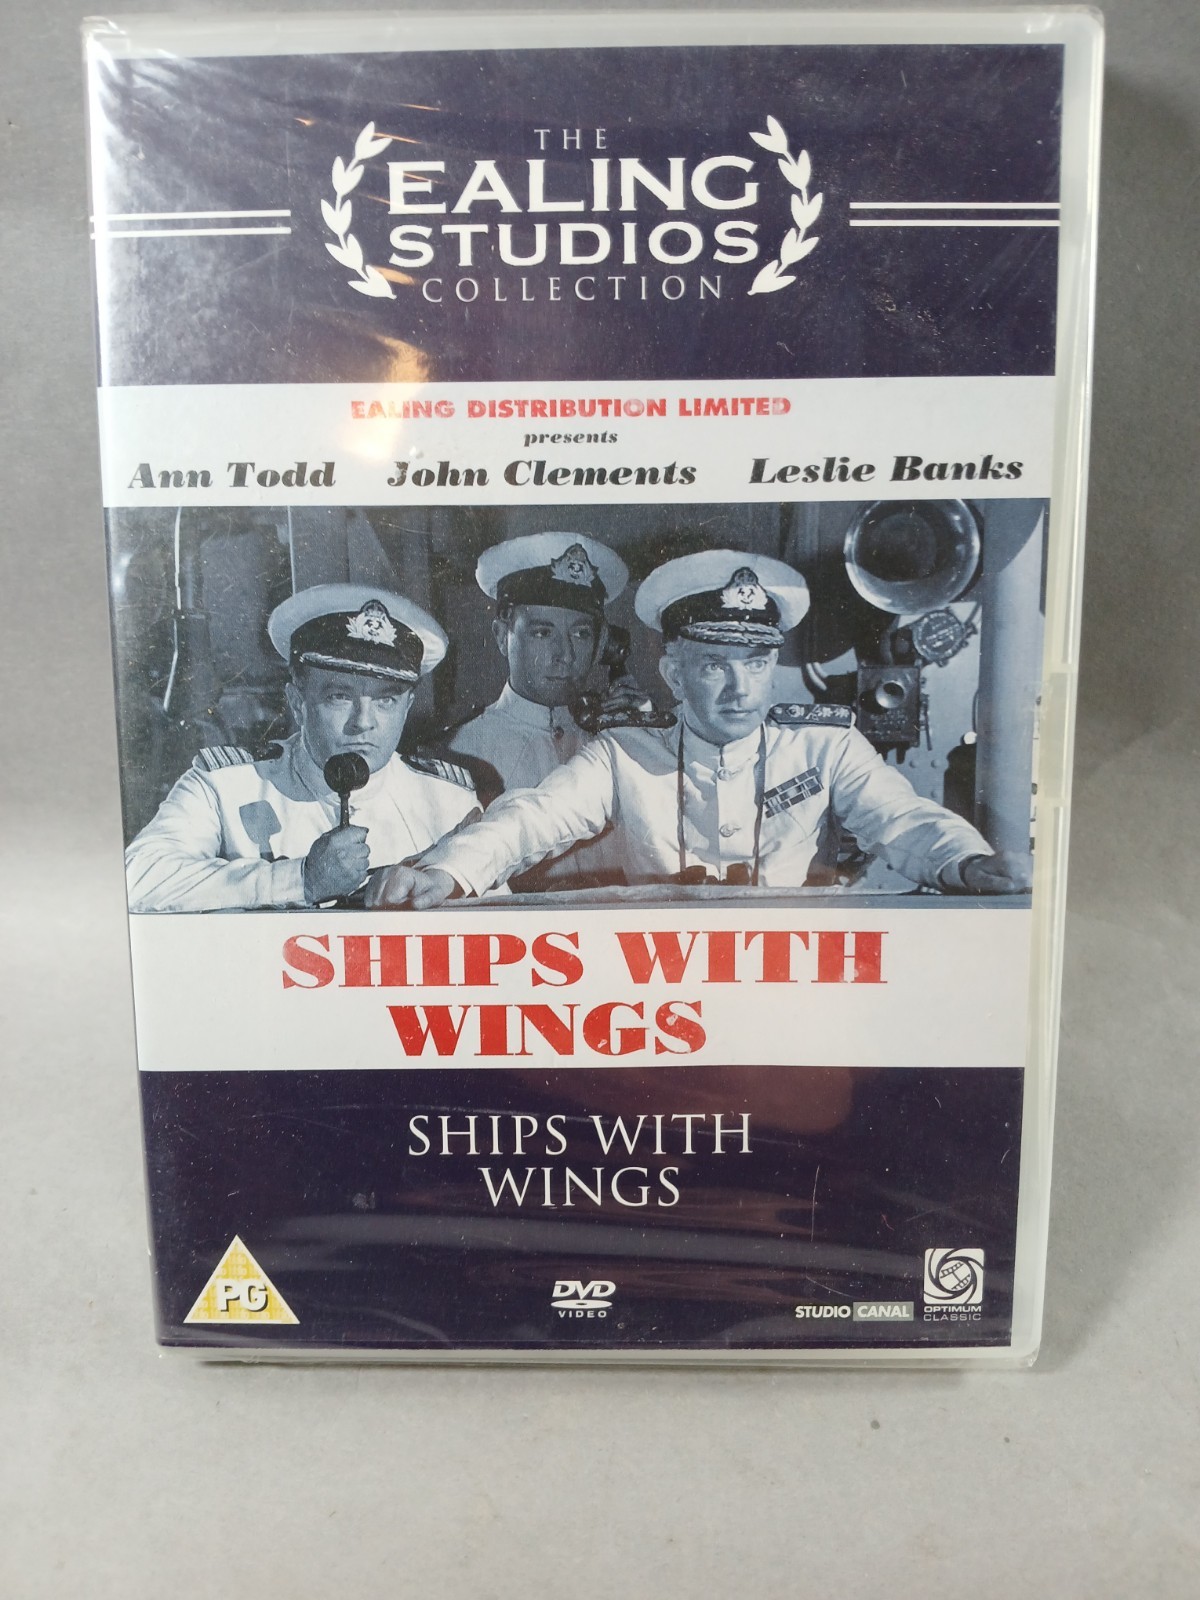 THE
EALING
STUDIOS
COLLECTION
EALING DISTRIBUTION LIMITED
presents
Ann Todd John Clements Leslie Banks
SHIPS WITH
WINGS
SHIPS WITH
WINGS
PG
DVD
VIDEO
STUDIO CANAL
OPTIMUM
CLASSIC